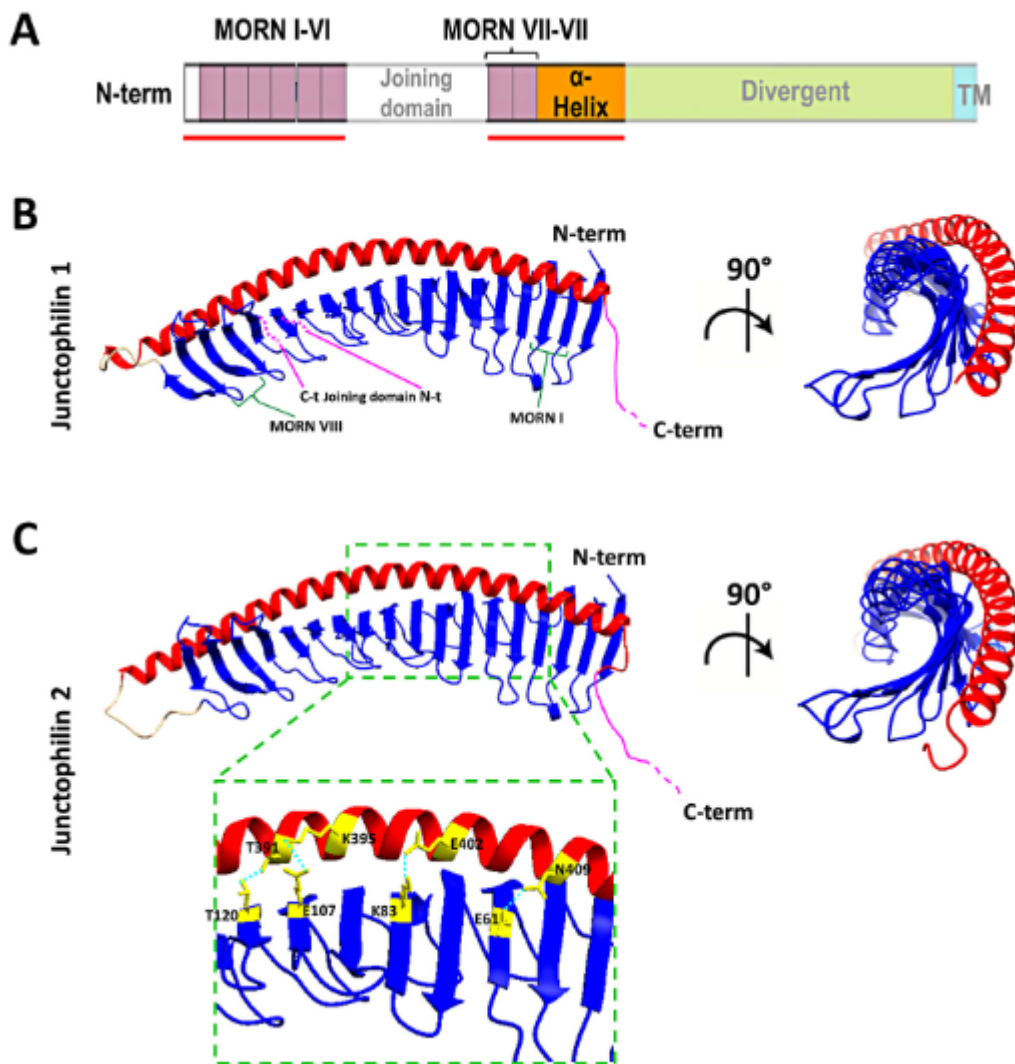 A
MORN I-VI
MORN VII-VII
N-term
Joining
domain
α-
Helix
Divergent
TM
B
Junctophilin 1
N-term
90°
C-t Joining domain N-t
MORN VIII
MORN I
C-term
C
Junctophilin 2
N-term
90°
C-term
T391
K395
E402
N409
T120
E107
K83
E61